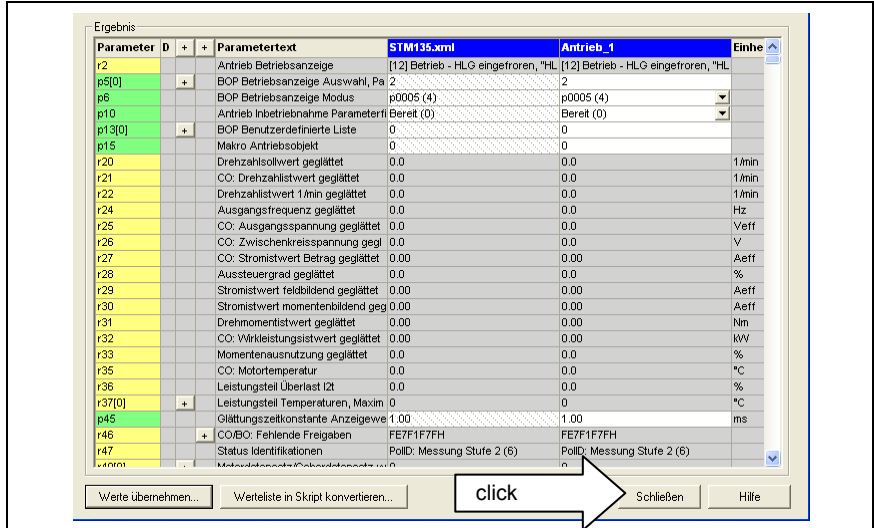 Ergebnis
Parameter D + + Parametertext STM135.xml Antrieb_1 Einhe
r2 Antrieb Betriebsanzeige [12] Betrieb - HLG eingefroren, "HL [12] Betrieb - HLG eingefroren, "HL
p5[0] + BOP Betriebsanzeige Auswahl, Pa 2 2
p6 BOP Betriebsanzeige Modus p0005 (4) p0005 (4)
p10 Antrieb Inbetriebnahme Parameterfi Bereit (0) Bereit (0)
p13[0] + BOP Benutzerdefinierte Liste 0 0
p15 Makro Antriebsobjekt 0 0
r20 Drehzahlsollwert geglättet 0.0 0.0 1/min
r21 CO: Drehzahlistwert geglättet 0.0 0.0 1/min
r22 Drehzahlistwert 1/min geglättet 0.0 0.0 1/min
r24 Ausgangsfrequenz geglättet 0.0 0.0 Hz
r25 CO: Ausgangsspannung geglättet 0.0 0.0 Veff
r26 CO: Zwischenkreisspannung gegl 0.0 0.0 V
r27 CO: Stromistwert Betrag geglättet 0.00 0.00 Aeff
r28 Aussteuergrad geglättet 0.0 0.0 %
r29 Stromistwert feldbildend geglättet 0.00 0.00 Aeff
r30 Stromistwert momentenbildend geg 0.00 0.00 Aeff
r31 Drehmomentistwert geglättet 0.00 0.00 Nm
r32 CO: Wirkleistungsistwert geglättet 0.00 0.00 kW
r33 Momentenausnutzung geglättet 0.0 0.0 %
r35 CO: Motortemperatur 0.0 0.0 °C
r36 Leistungsteil Überlast I2t 0.0 0.0 %
r37[0] + Leistungsteil Temperaturen, Maxim 0 0 °C
p45 Glättungszeitkonstante Anzeigewe 1.00 1.00 ms
r46 + CO/BO: Fehlende Freigaben FE7F1F7FH FE7F1F7FH
r47 Status Identifikationen PolID: Messung Stufe 2 (6) PolID: Messung Stufe 2 (6)
Werte übernehmen... Werteliste in Skript konvertieren... click Schließen Hilfe